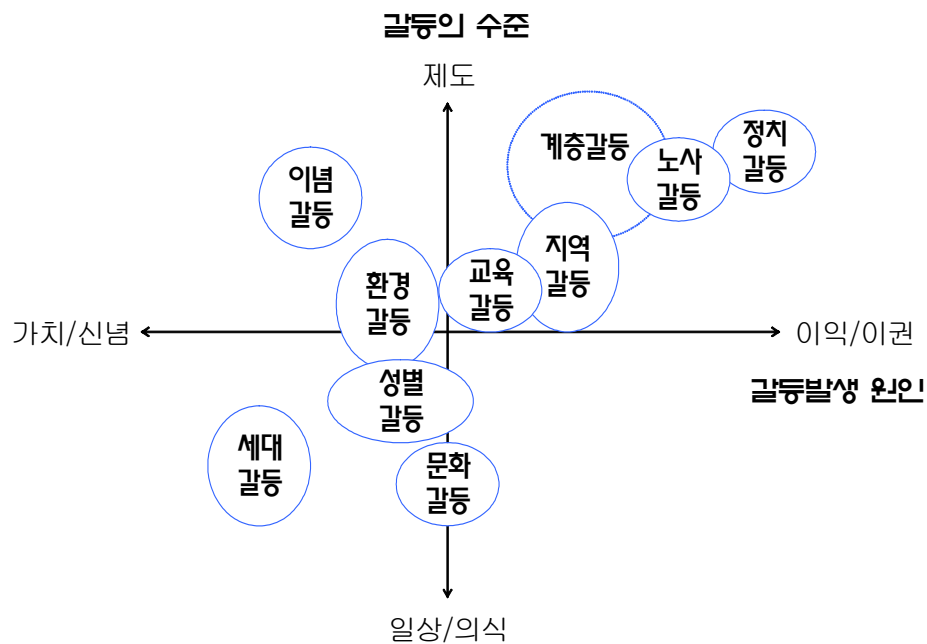 갈등의 수준
제도
정치
갈등
계층갈등
노사
갈등
이념
갈등
지역
갈등
교육
갈등
환경
갈등
가치/신념
이익/이권
갈등발생 원인
성별
갈등
세대
갈등
문화
갈등
일상/의식